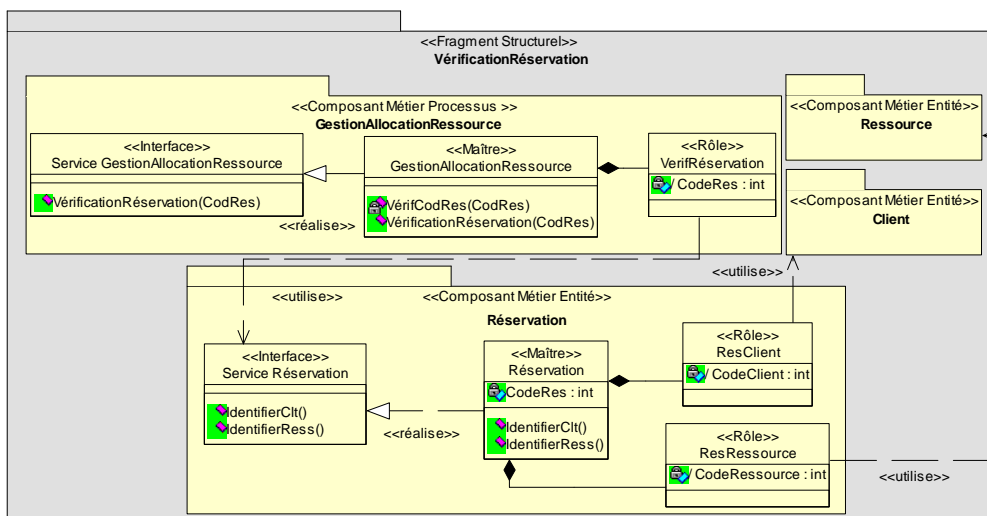 <<Fragment Structurel>>
VérificationRéservation
<<Composant Métier Processus >>
GestionAllocationRessource
<<Interface>>
Service GestionAllocationRessource
VérificationRéservation(CodRes)
<<réalise>>
<<Maître>>
GestionAllocationRessource
VérifCodRes(CodRes)
VérificationRéservation(CodRes)
<<Rôle>>
VerifRéservation
/ CodeRes : int
<<Composant Métier Entité>>
Ressource
<<Composant Métier Entité>>
Client
<<utilise>>
<<utilise>>
<<Composant Métier Entité>>
Réservation
<<Interface>>
Service Réservation
IdentifierClt()
IdentifierRess()
<<réalise>>
<<Maître>>
Réservation
CodeRes : int
IdentifierClt()
IdentifierRess()
<<Rôle>>
ResClient
/ CodeClient : int
<<Rôle>>
ResRessource
/ CodeRessource : int
<<utilise>>